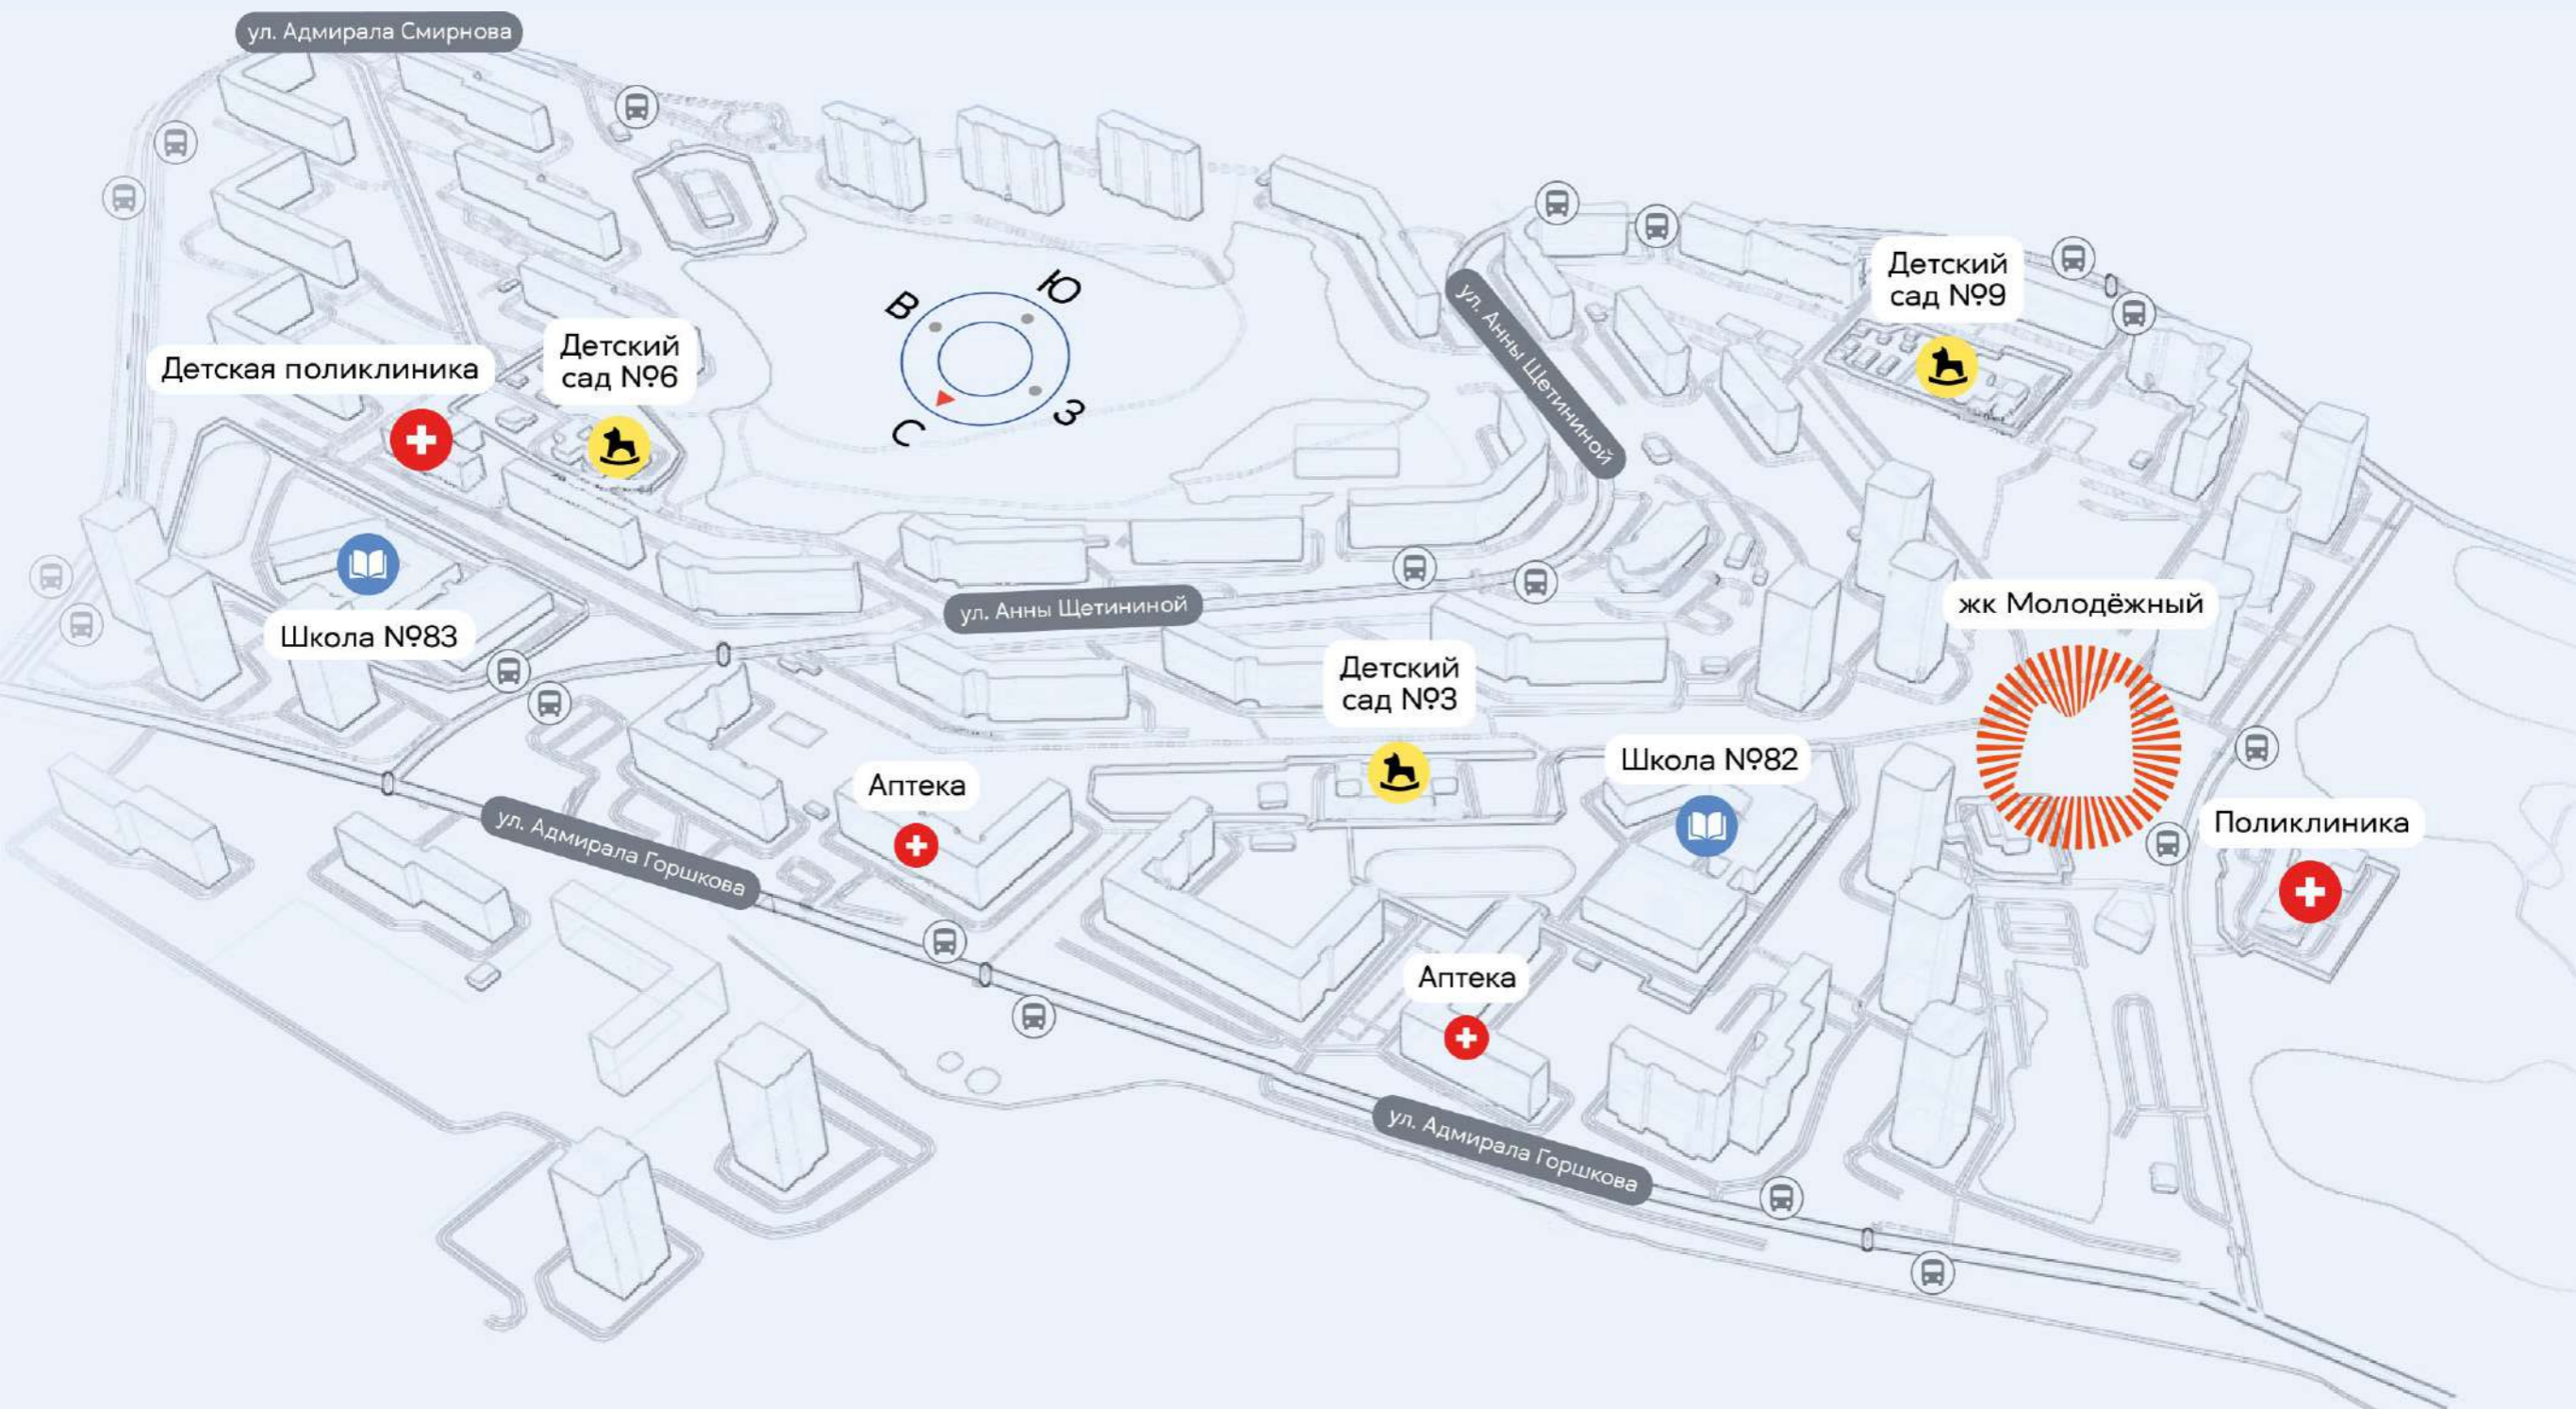 ул. Адмирала Смирнова
Детский
сад №9
В
Ю
С
З
ул. Анны Щетининой
Детская поликлиника
Детский
сад №6
Школа №83
ул. Анны Щетининой
жк Молодёжный
Детский
сад №3
Школа №82
Аптека
Поликлиника
ул. Адмирала Горшкова
Аптека
ул. Адмирала Горшкова